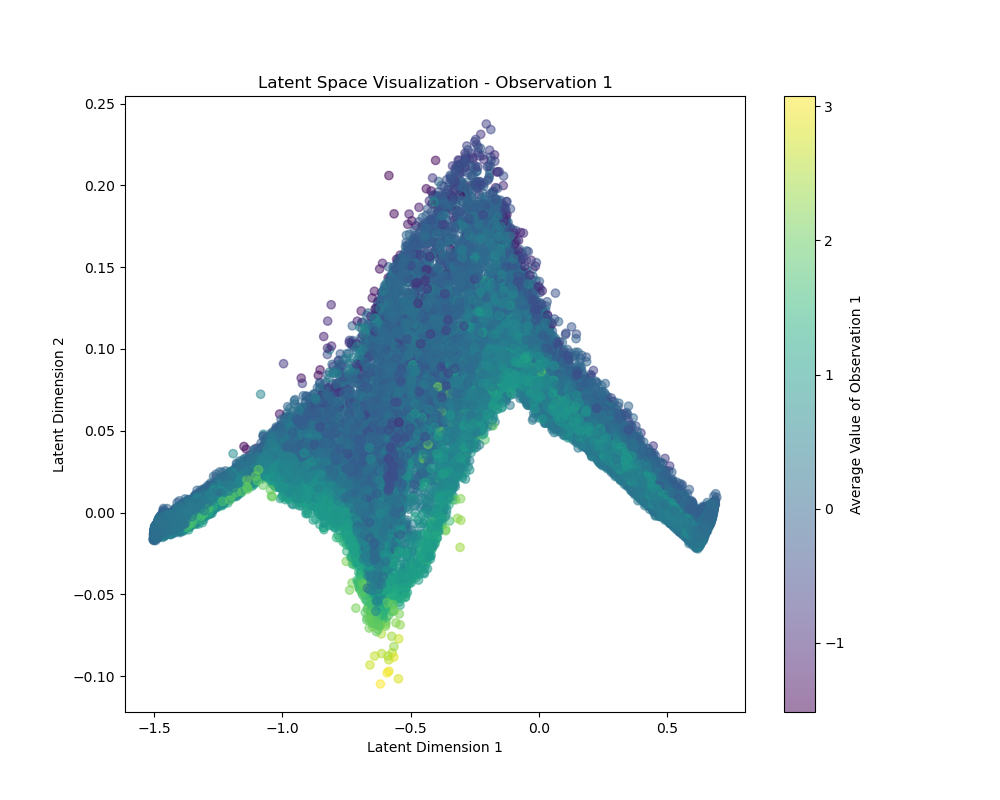 Latent Space Visualization - Observation 1
0.25
0.20
0.15
0.10
0.05
0.00
−0.05
−0.10
Latent Dimension 2
−1.5 −1.0 −0.5 0.0 0.5
Latent Dimension 1
3
2
1
0
−1
Average Value of Observation 1